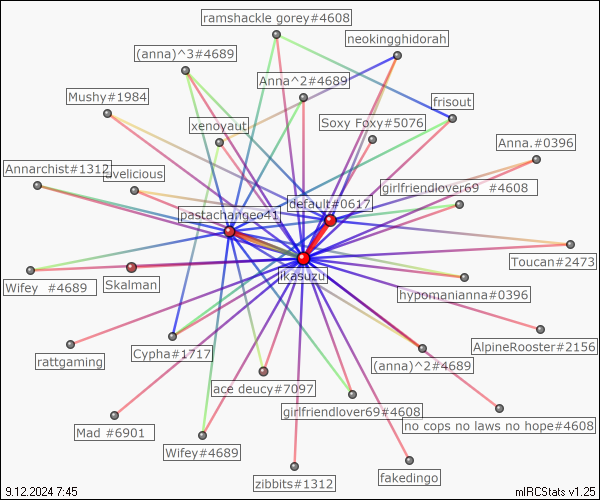 ramshackle gorey#4608
neokingghidorah
(anna)^3#4689
Anna^2#4689
Mushy#1984
frisout
xenoyaut
Soxy Foxy#5076
Anna.#0396
Annarchist#1312
girlfriendlover69 #4608
default#0617
pastachangeo41
Toucan#2473
ikasuzu
Wifey #4689
Skalman
hypomanianna#0396
AlpineRooster#2156
rattgaming
Cypha#1717
(anna)^2#4689
ace deucy#7097
girlfriendlover69#4608
no cops no laws no hope#4608
Mad #6901
Wifey#4689
zibbits#1312
fakedingo
9.12.2024 7:45
mIRCStats v1.25